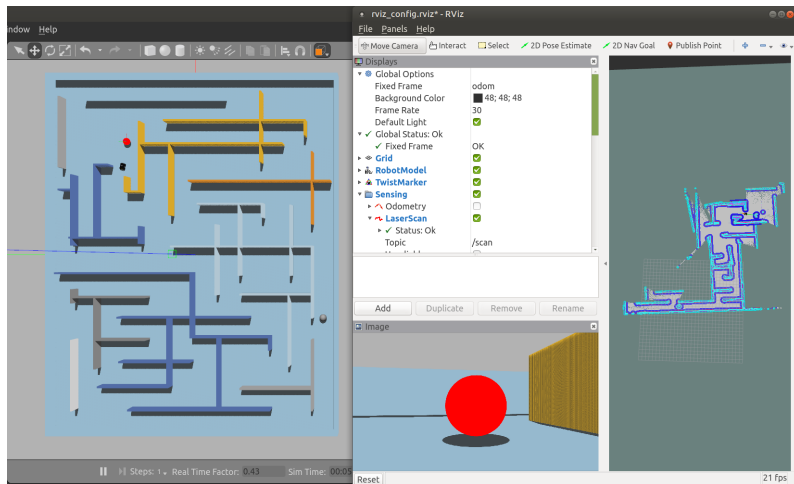 ndow Help
Steps: 1 Real Time Factor: 0.43 Sim Time: 00:05
rviz_config.rviz* - RViz
File Panels Help
Move Camera Interact Select 2D Pose Estimate 2D Nav Goal Publish Point
Displays
Global Options
Fixed Frame odom
Background Color 48; 48; 48
Frame Rate 30
Default Light
Global Status: Ok
Fixed Frame OK
Grid
RobotModel
TwistMarker
Sensing
Odometry
LaserScan
Status: Ok
Topic /scan
Add Duplicate Remove Rename
Image
Reset 21 fps